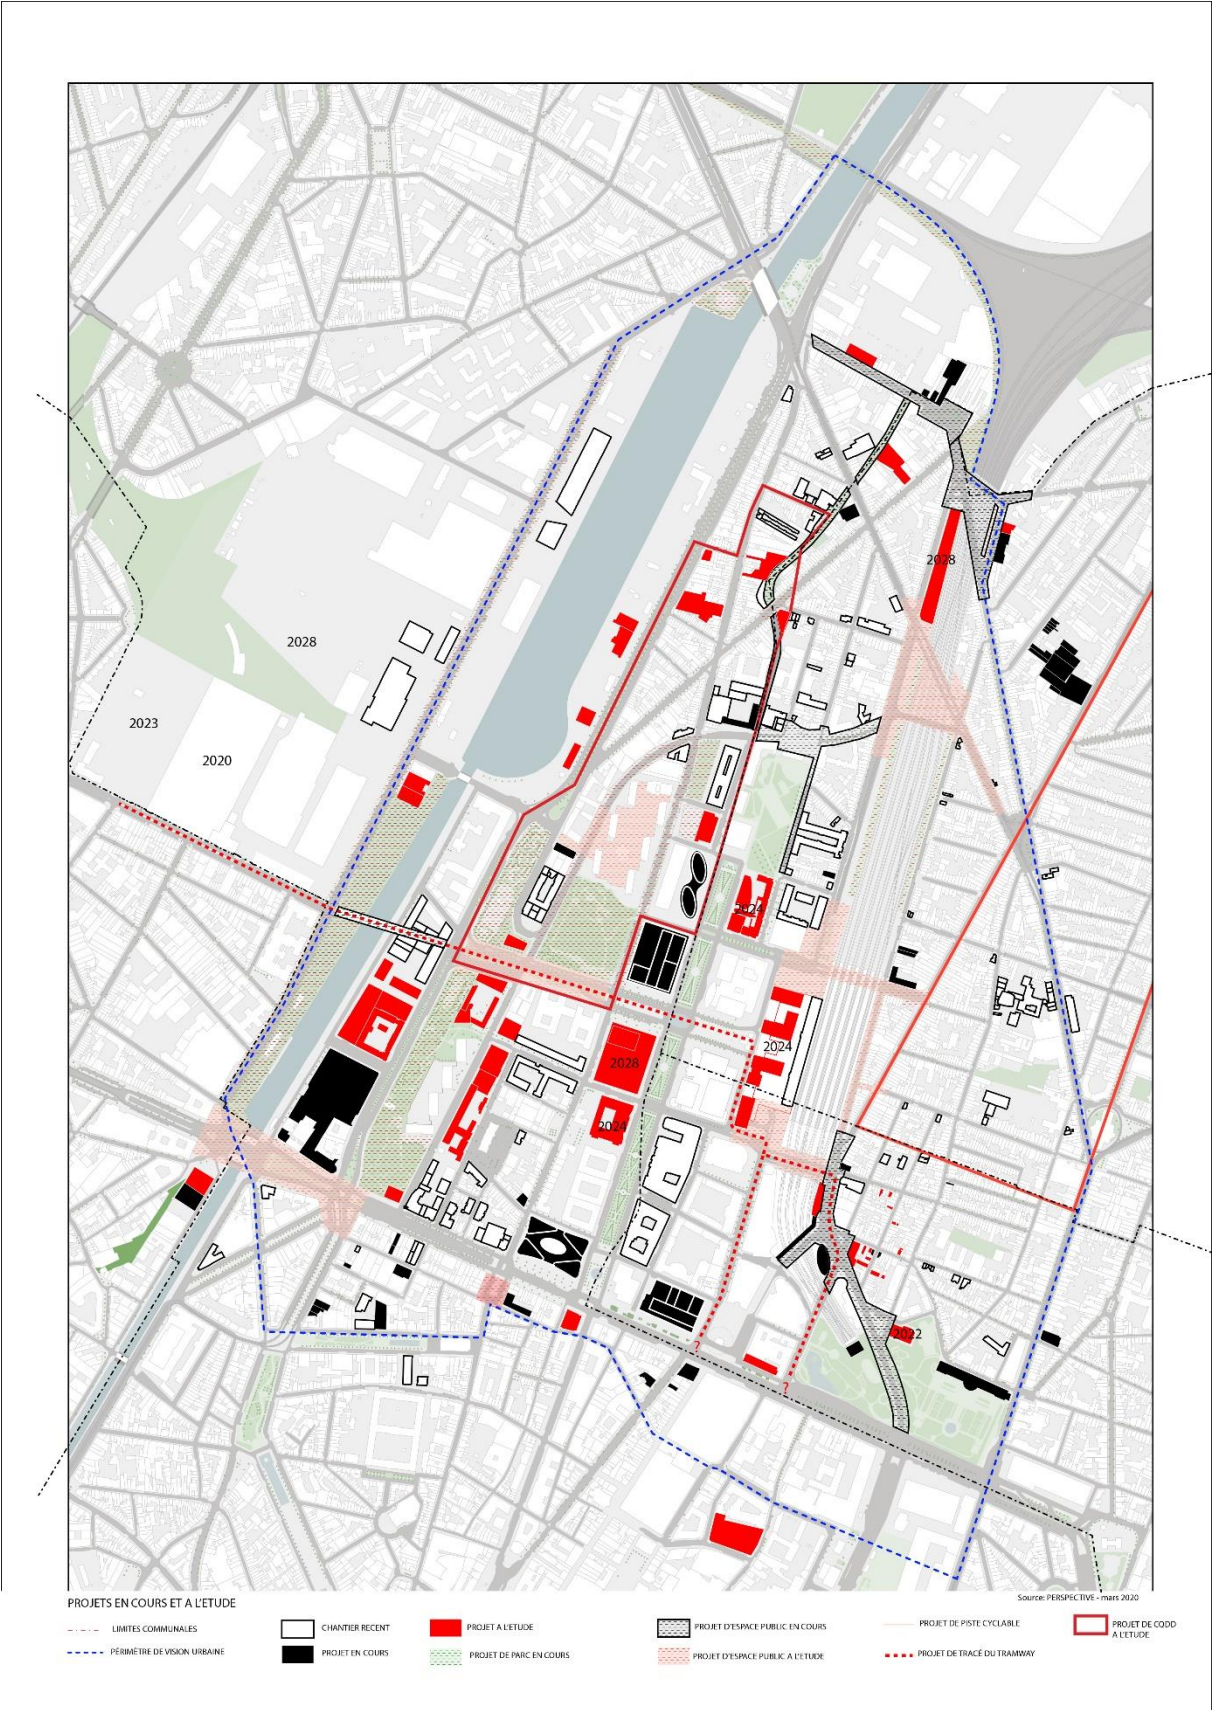 2028
2028
2023
2020
2024
2024
2028
2024
2022
?
?
PROJETS EN COURS ET A L'ETUDE
Source: PERSPECTIVE - mars 2020
LIMITES COMMUNALES
CHANTIER RECENT
PROJET A L'ETUDE
PROJET D'ESPACE PUBLIC EN COURS
PROJET DE PISTE CYCLABLE
PROJET DE CQDD
A L'ETUDE
PÉRIMÈTRE DE VISION URBAINE
PROJET EN COURS
PROJET DE PARC EN COURS
PROJET D'ESPACE PUBLIC A L'ETUDE
PROJET DE TRACÉ DU TRAMWAY